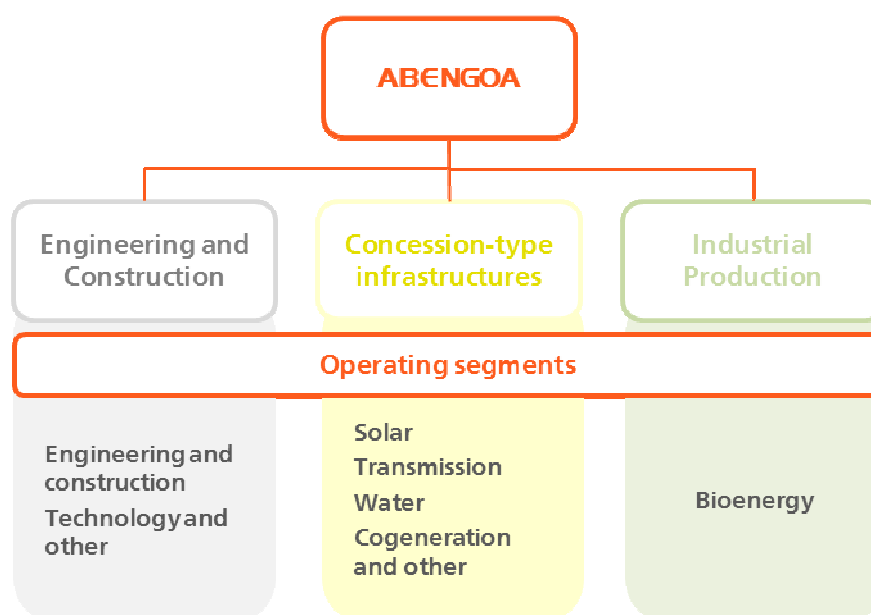 ABENGOA
Engineering and
Construction
Concession-type
infrastructures
Industrial
Production
Operating segments
Engineering and
construction
Technology and
other
Solar
Transmission
Water
Cogeneration
and other
Bioenergy